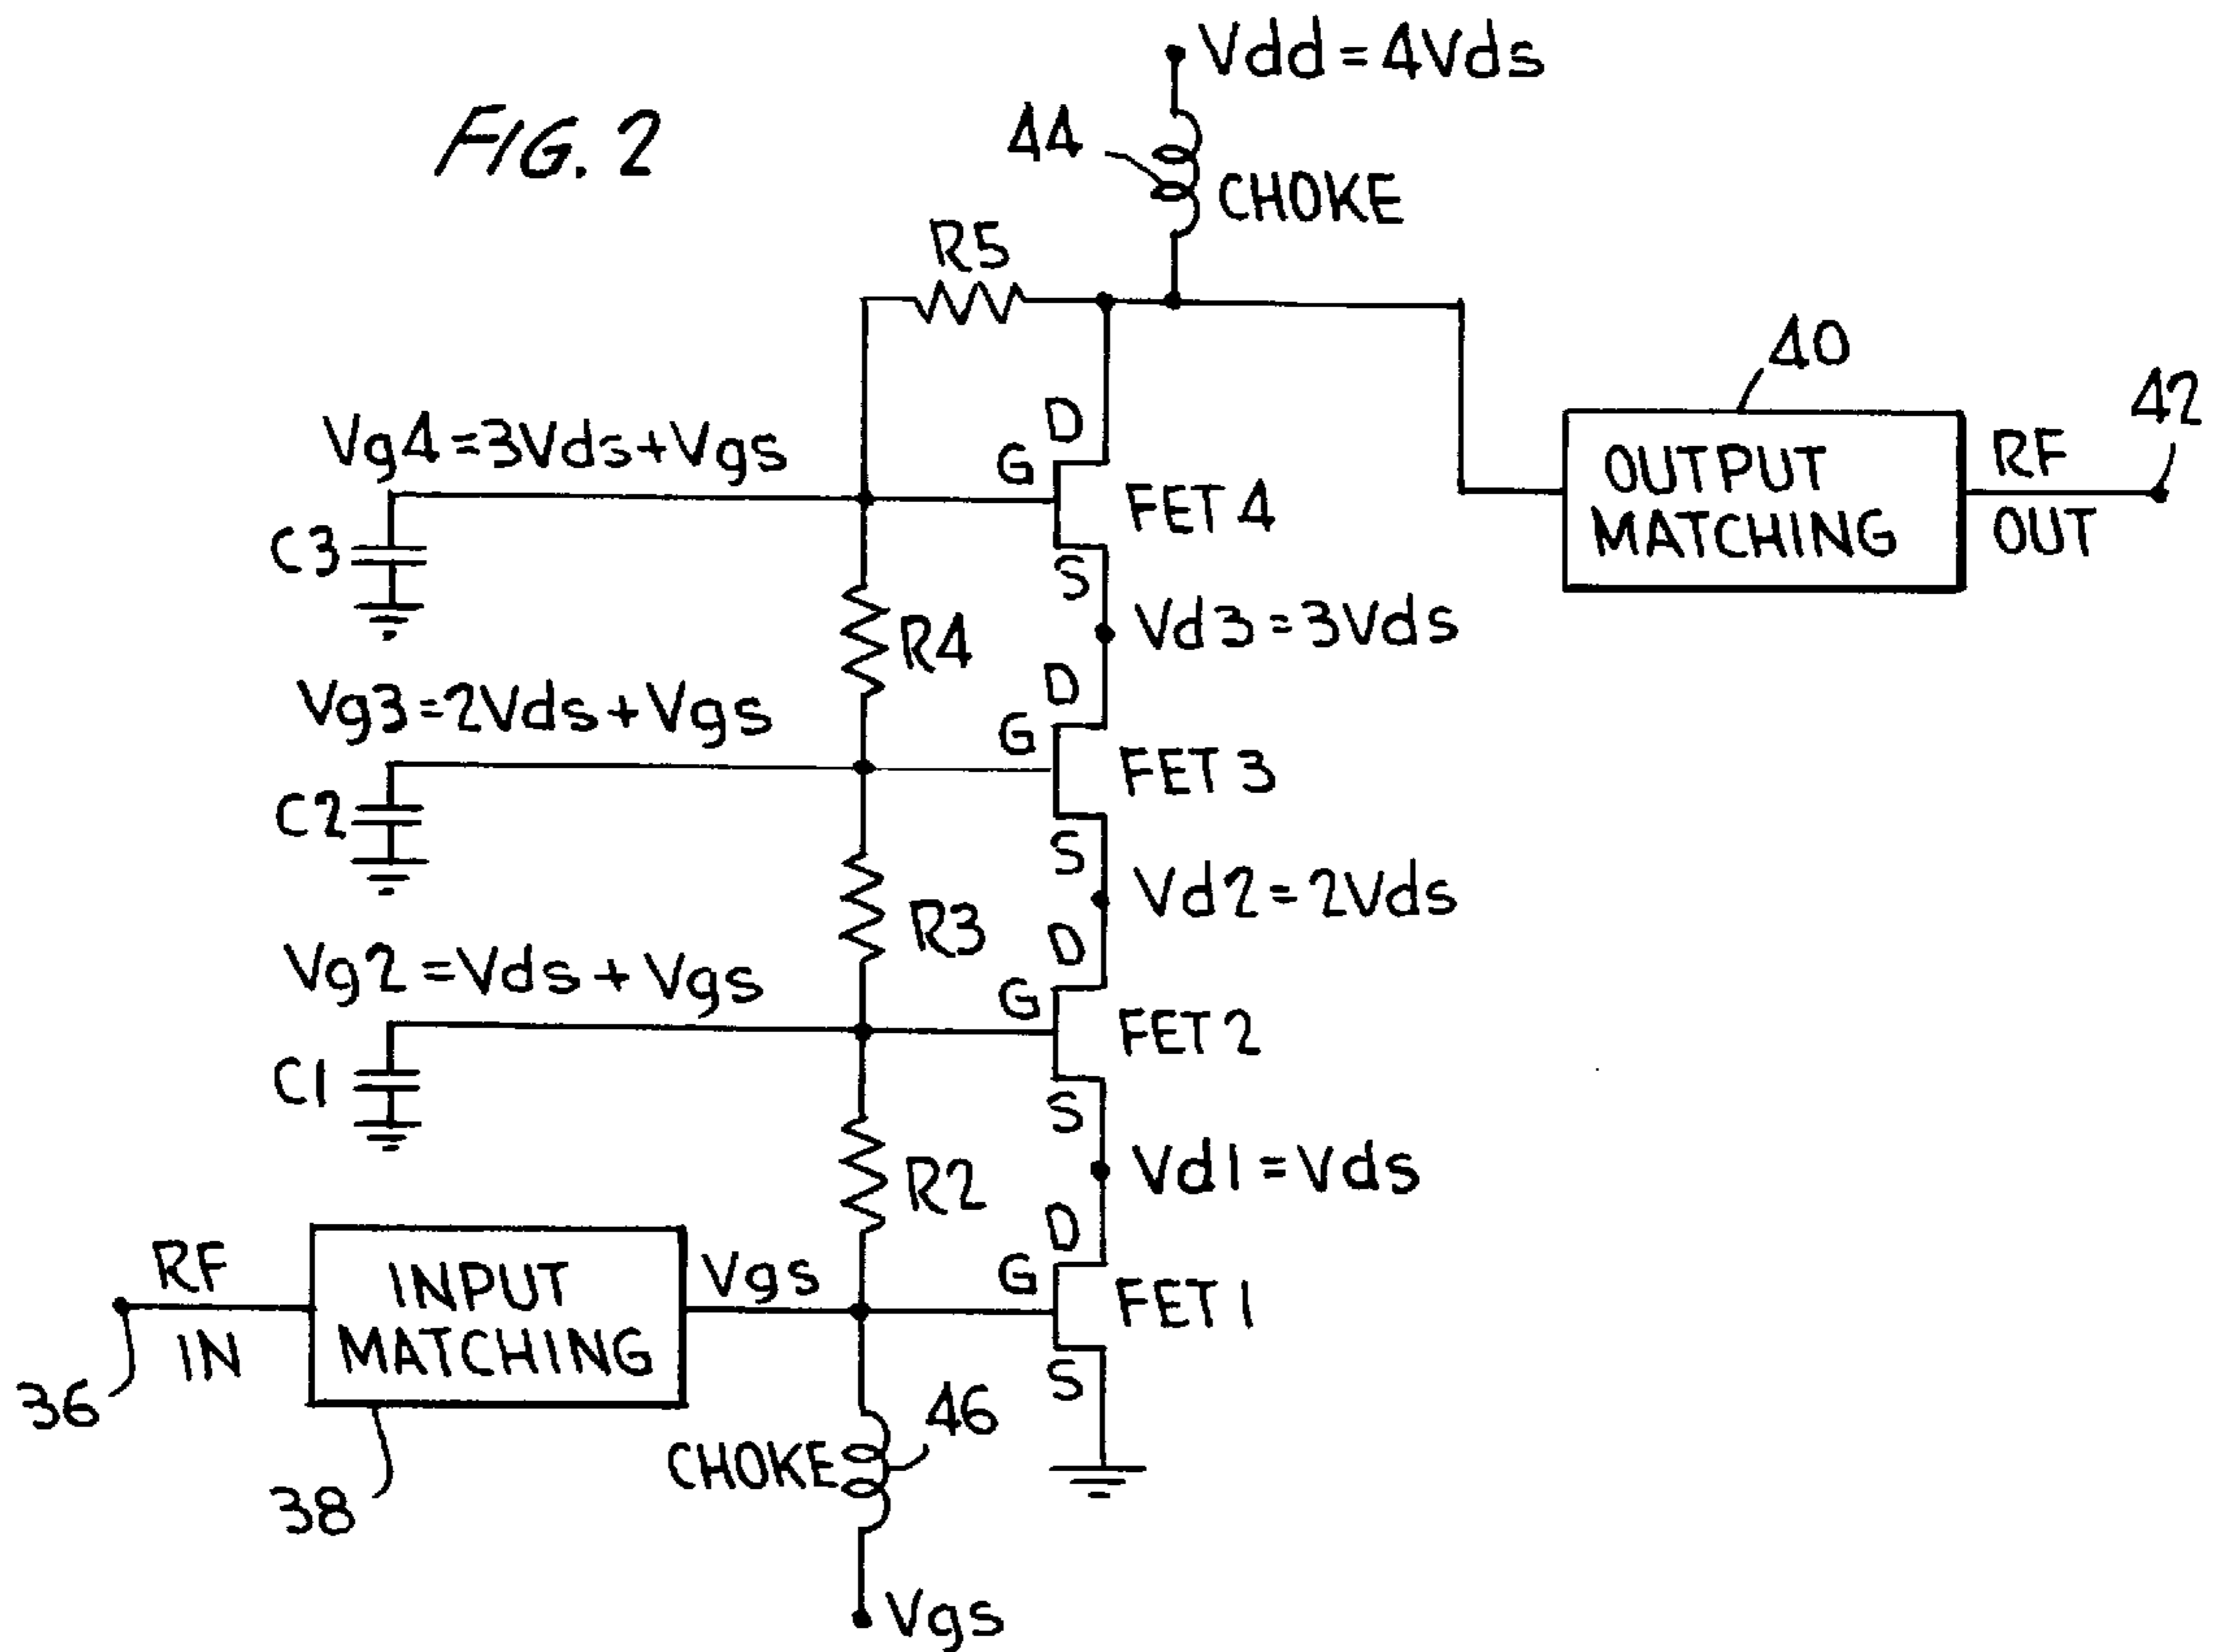 FIG. 2
Vdd=4Vds
44
CHOKE
R5
40
42
Vg4=3Vds+Vgs
D
G
FET 4
S
OUTPUT
MATCHING
RF
OUT
C3
R4
Vd3=3Vds
Vg3=2Vds+Vgs
D
G
FET 3
S
C2
R3
Vd2=2Vds
Vg2=Vds+Vgs
D
G
FET 2
S
C1
R2
Vd1=Vds
RF
IN
36
INPUT
MATCHING
38
Vgs
D
G
FET 1
S
46
CHOKE
Vgs